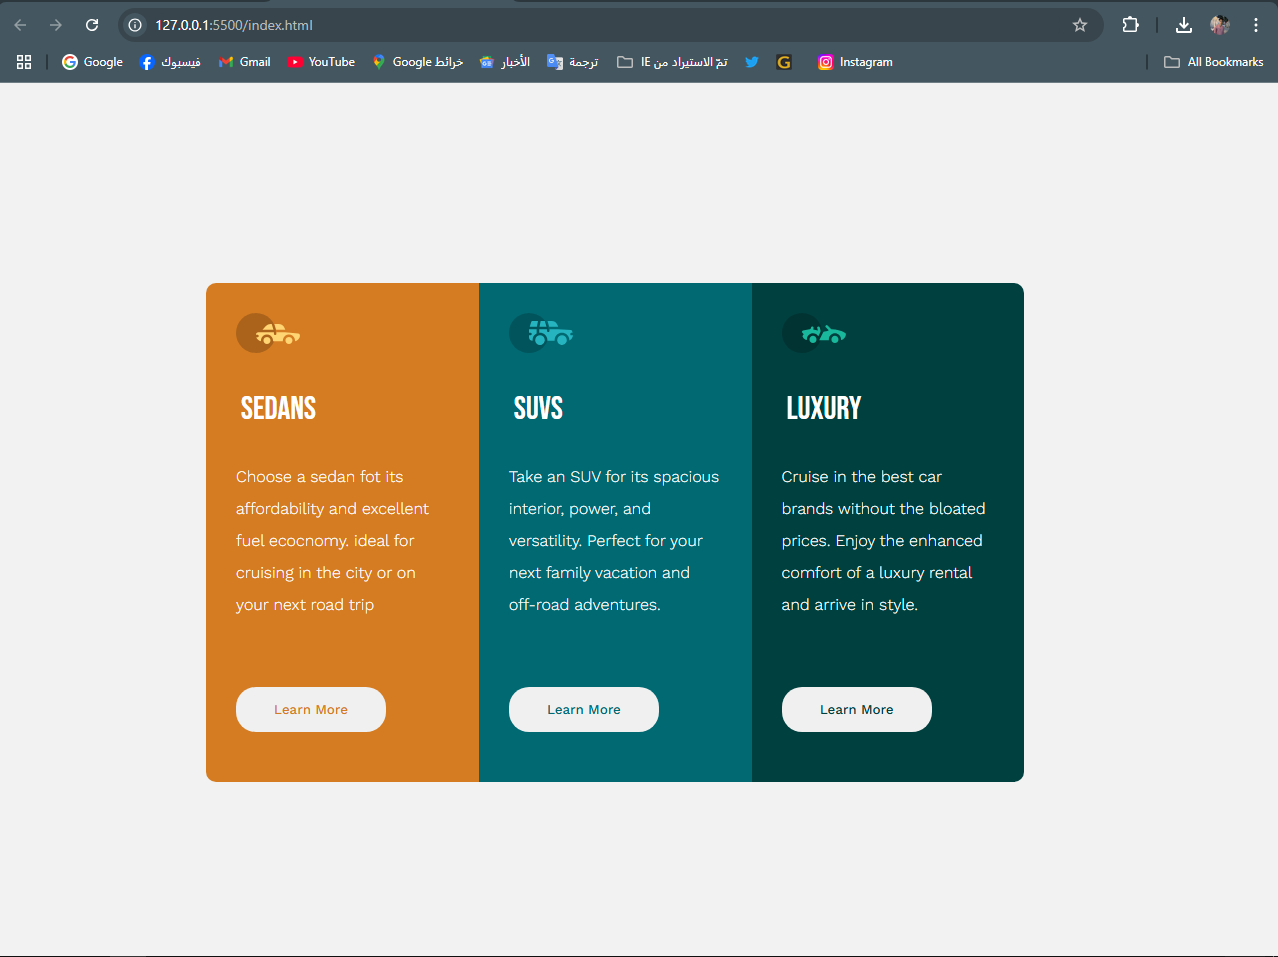 127.0.0.1:5500/index.html
Google
فيسبوك
Gmail
YouTube
خرائط Google
الأخبار
ترجمة
تمّ الاستيراد من IE
G
Instagram
All Bookmarks
SEDANS
Choose a sedan fot its
affordability and excellent
fuel ecocnomy. ideal for
cruising in the city or on
your next road trip
Learn More
SUVS
Take an SUV for its spacious
interior, power, and
versatility. Perfect for your
next family vacation and
off-road adventures.
Learn More
LUXURY
Cruise in the best car
brands without the bloated
prices. Enjoy the enhanced
comfort of a luxury rental
and arrive in style.
Learn More